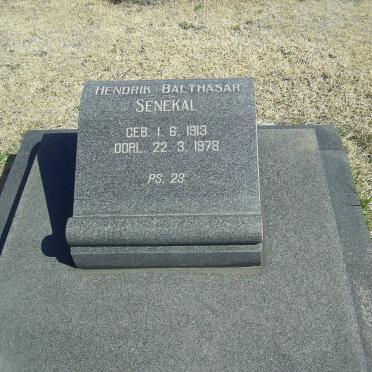 HENDRIK BALTHASAR
SENEKAL
GEB. 1. 6. 1913
OORL. 22. 3. 1978
PS. 23